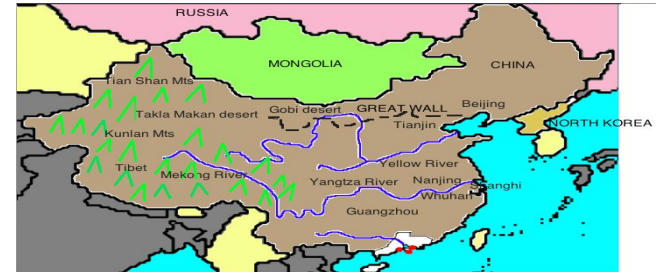 RUSSIA
MONGOLIA
CHINA
Tian Shan Mts
Takla Makan desert
Gobi desert
GREAT WALL
Beijing
Tianjin
NORTH KOREA
Kunlan Mts
Tibet
Mekong River
Yellow River
Yangtza River
Nanjing
Shanghi
Whuhan
Guangzhou